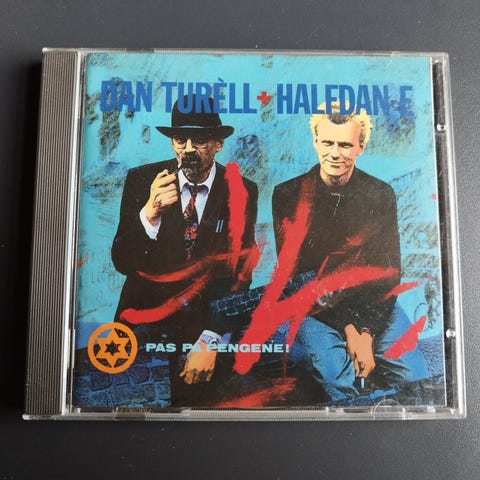 DAN TURÈLL + HALFDAN E
PAS PÅ PENGENE!